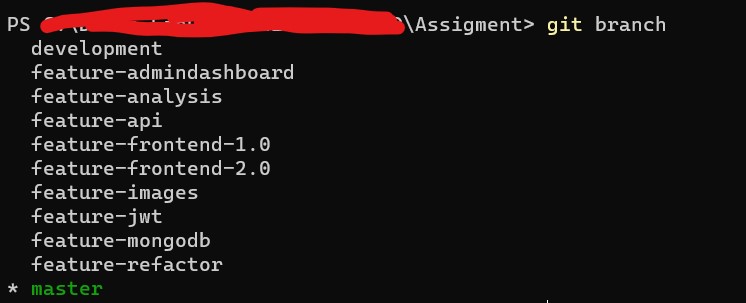 PS \Assigment> git branch
development
feature-admindashboard
feature-analysis
feature-api
feature-frontend-1.0
feature-frontend-2.0
feature-images
feature-jwt
feature-mongodb
feature-refactor
* master